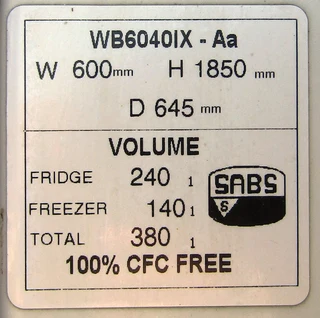 WB6040IX - Aa
W 600mm H 1850 mm
D 645 mm
VOLUME
FRIDGE 240 l
FREEZER 140 l
TOTAL 380 l
SABS
S
100% CFC FREE